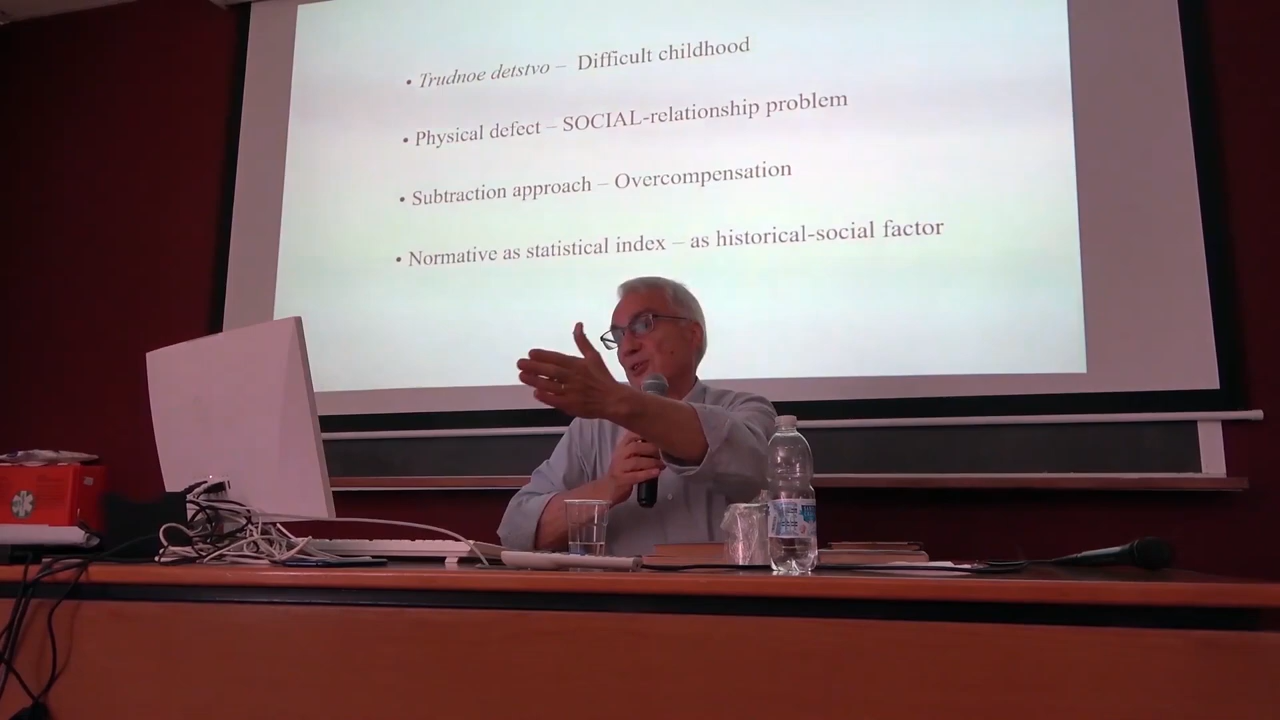 • Trudnoe detstvo – Difficult childhood
• Physical defect – SOCIAL-relationship problem
• Subtraction approach – Overcompensation
• Normative as statistical index – as historical-social factor